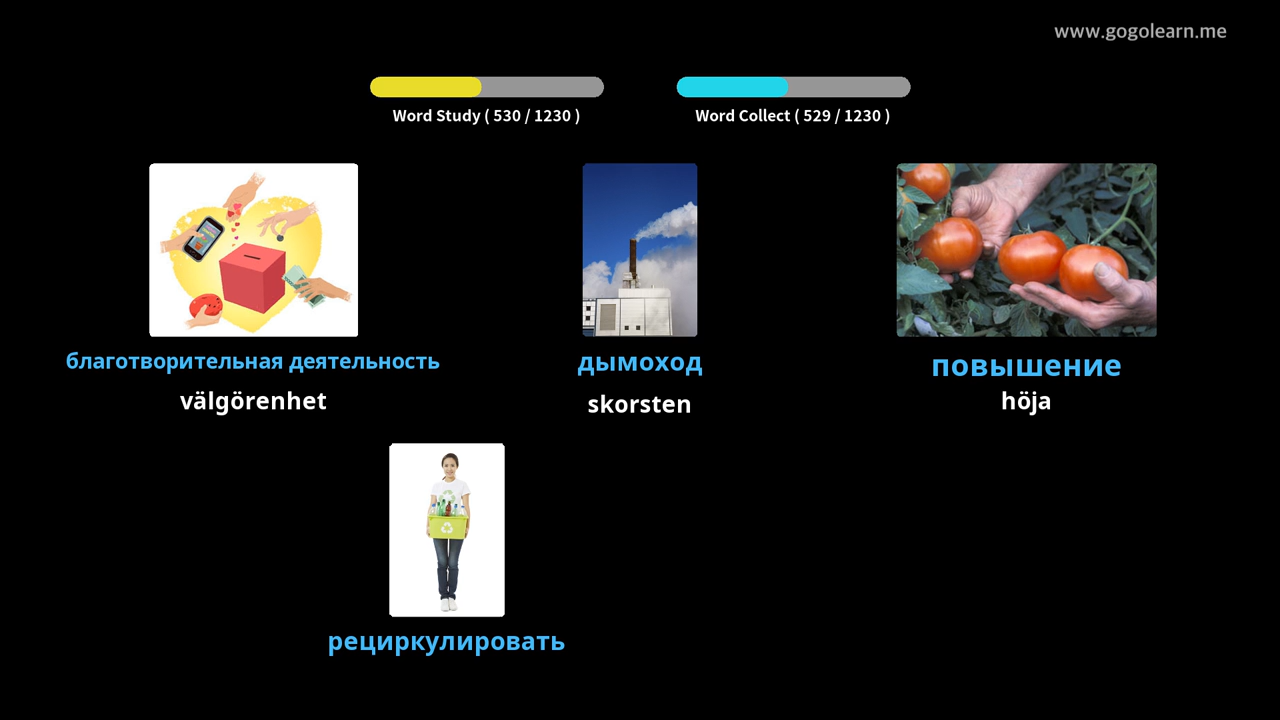 www.gogolearn.me
Word Study ( 530 / 1230 )
Word Collect ( 529 / 1230 )
благотворительная деятельность
дымоход
повышение
välgörenhet
skorsten
höja
рециркулировать